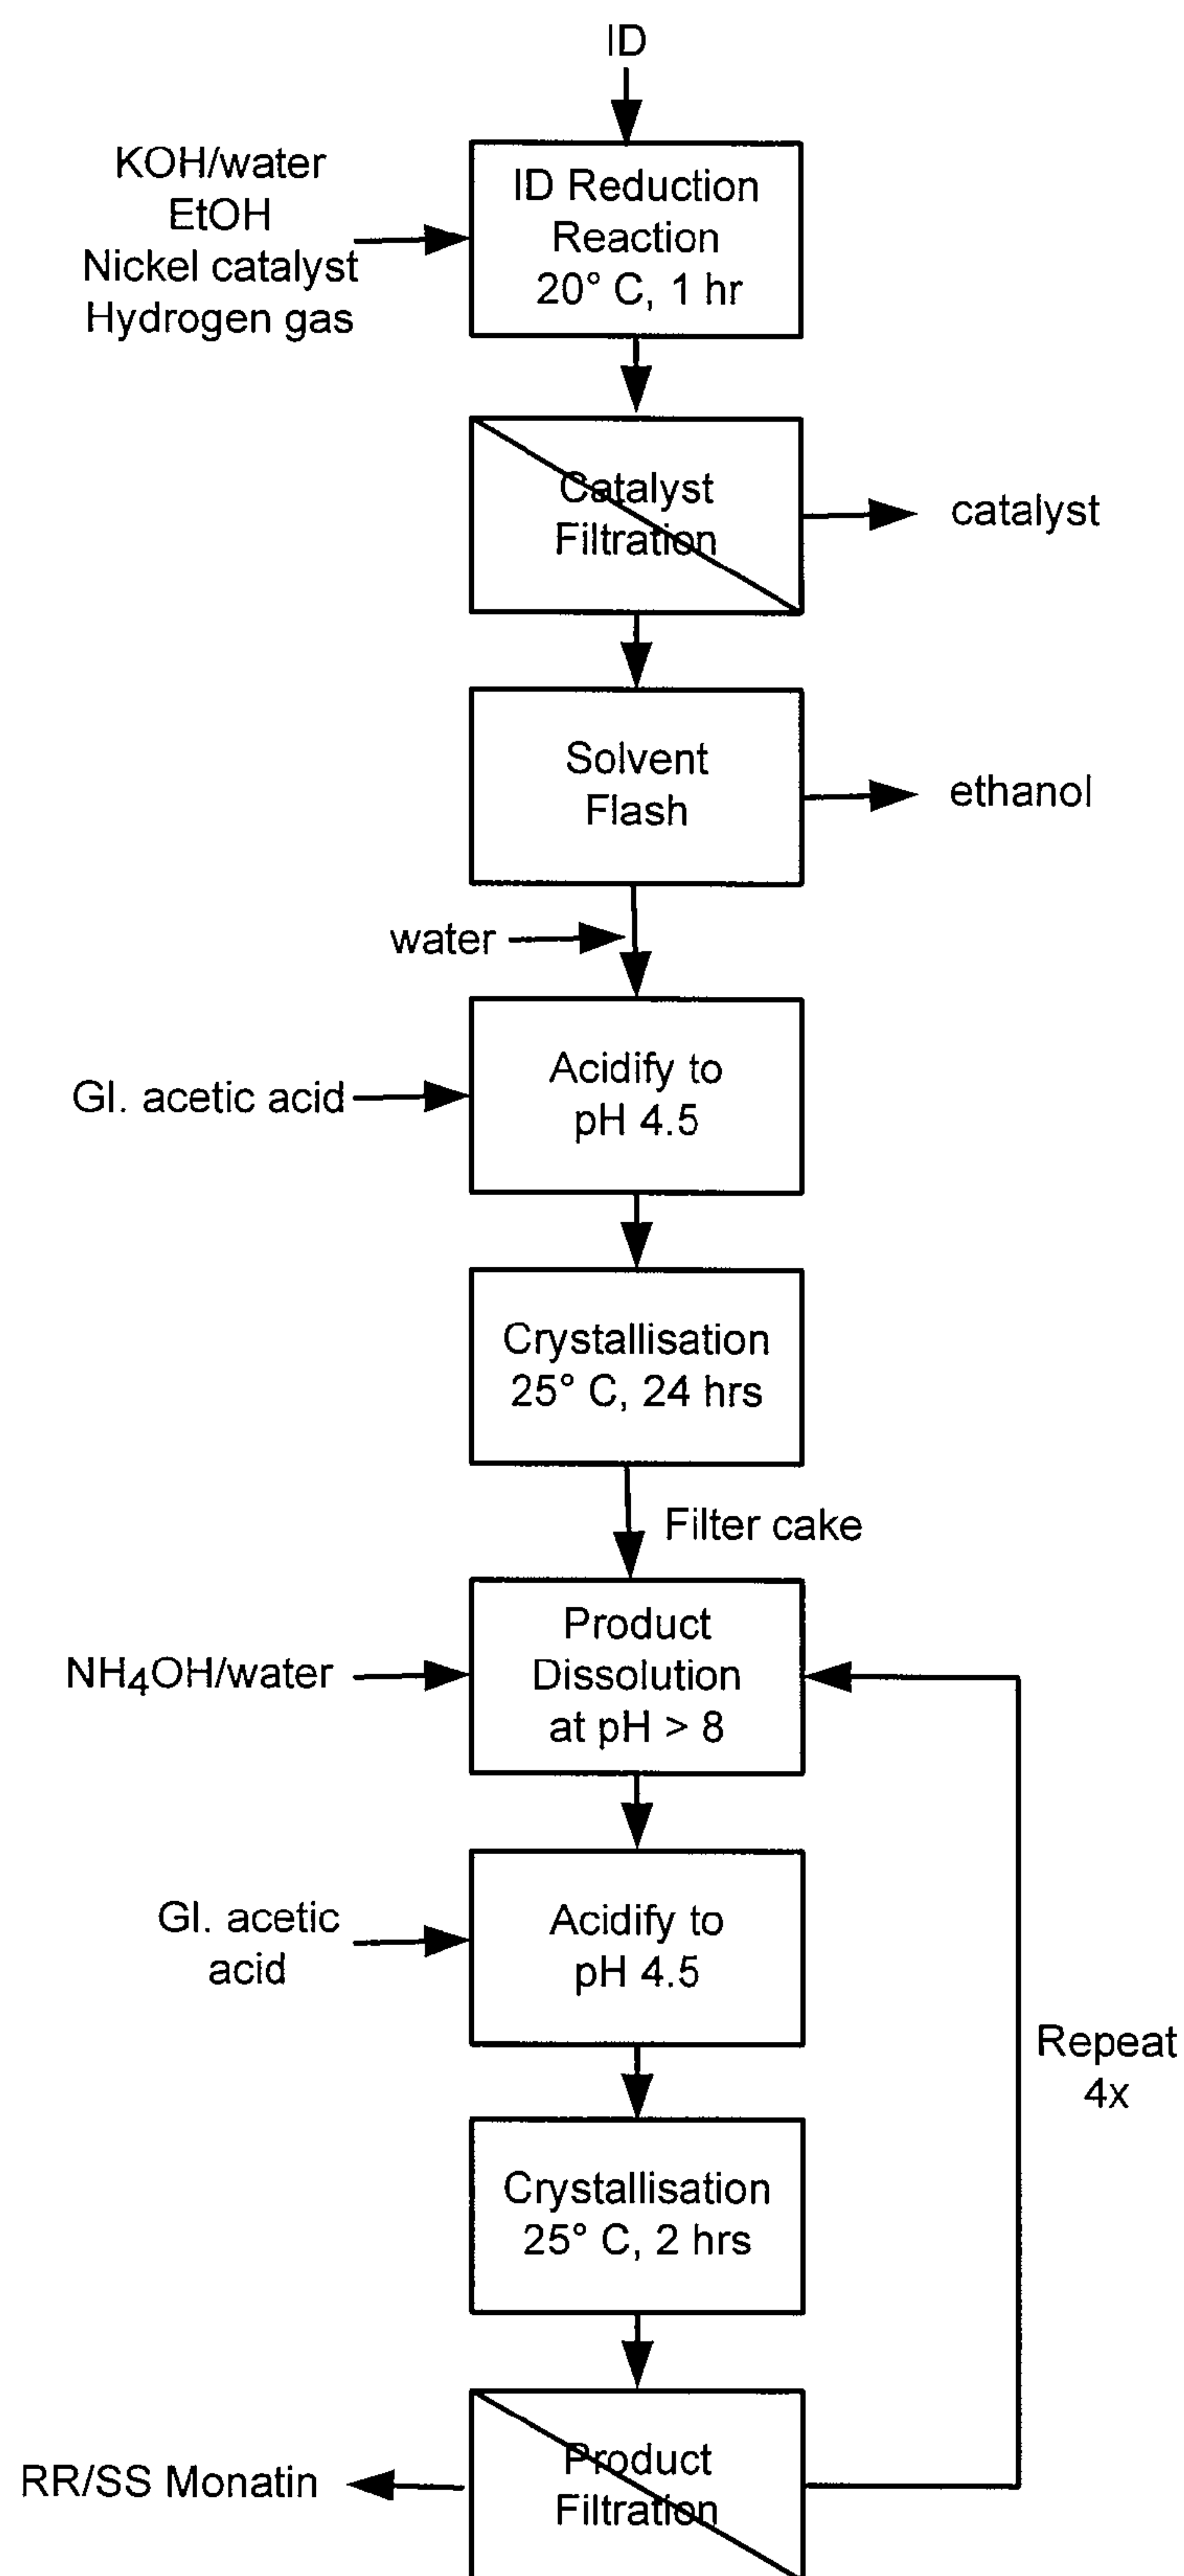 ID
KOH/water
EtOH
Nickel catalyst
Hydrogen gas
ID Reduction
Reaction
20° C, 1 hr
Catalyst
Filtration
catalyst
Solvent
Flash
ethanol
water
Gl. acetic acid
Acidify to
pH 4.5
Crystallisation
25° C, 24 hrs
Filter cake
NH4OH/water
Product
Dissolution
at pH > 8
Gl. acetic
acid
Acidify to
pH 4.5
Repeat
4x
Crystallisation
25° C, 2 hrs
RR/SS Monatin
Product
Filtration